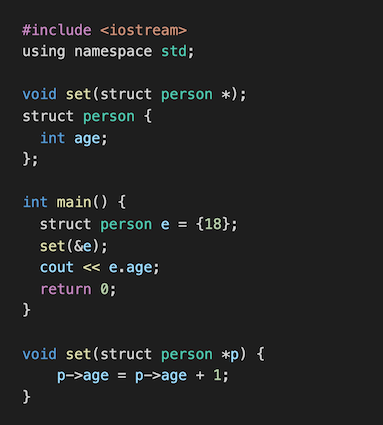 #include <iostream>
using namespace std;

void set(struct person *);
struct person {
  int age;
};

int main() {
  struct person e = {18};
  set(&e);
  cout << e.age;
  return 0;
}

void set(struct person *p) {
    p->age = p->age + 1;
}